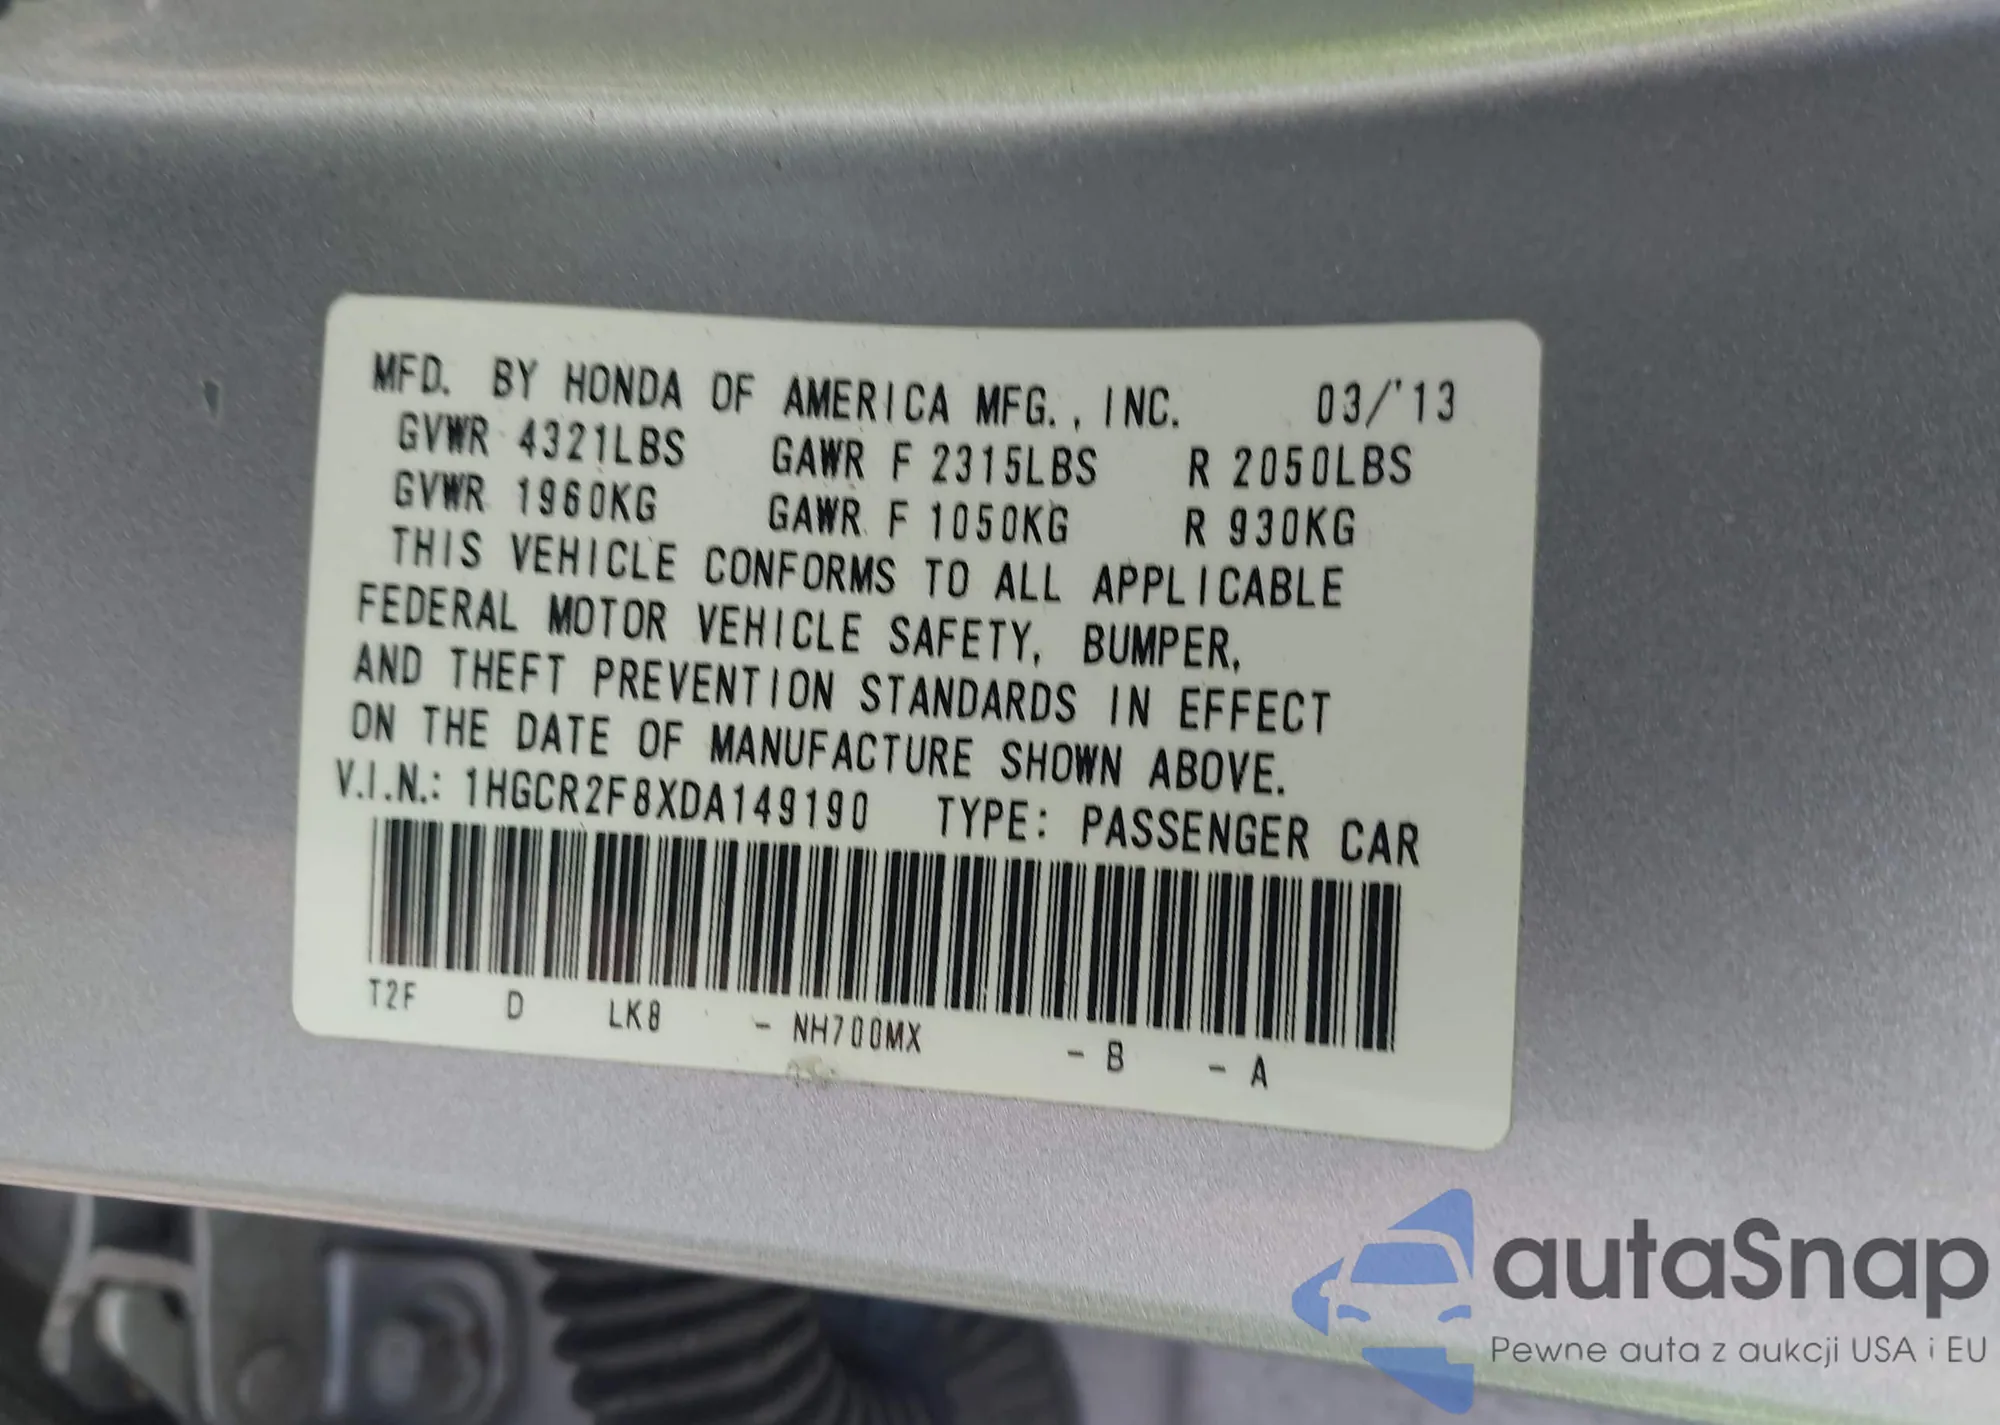 MFD. BY HONDA OF AMERICA MFG., INC. 03/'13
GVWR 4321LBS GAWR F 2315LBS R 2050LBS
GVWR 1960KG GAWR F 1050KG R 930KG
THIS VEHICLE CONFORMS TO ALL APPLICABLE
FEDERAL MOTOR VEHICLE SAFETY, BUMPER,
AND THEFT PREVENTION STANDARDS IN EFFECT
ON THE DATE OF MANUFACTURE SHOWN ABOVE.
V.I.N.: 1HGCR2F8XDA149190 TYPE: PASSENGER CAR
T2F D LK8 - NH700MX - B - A
autaSnap
Pewne auta z aukcji USA i EU